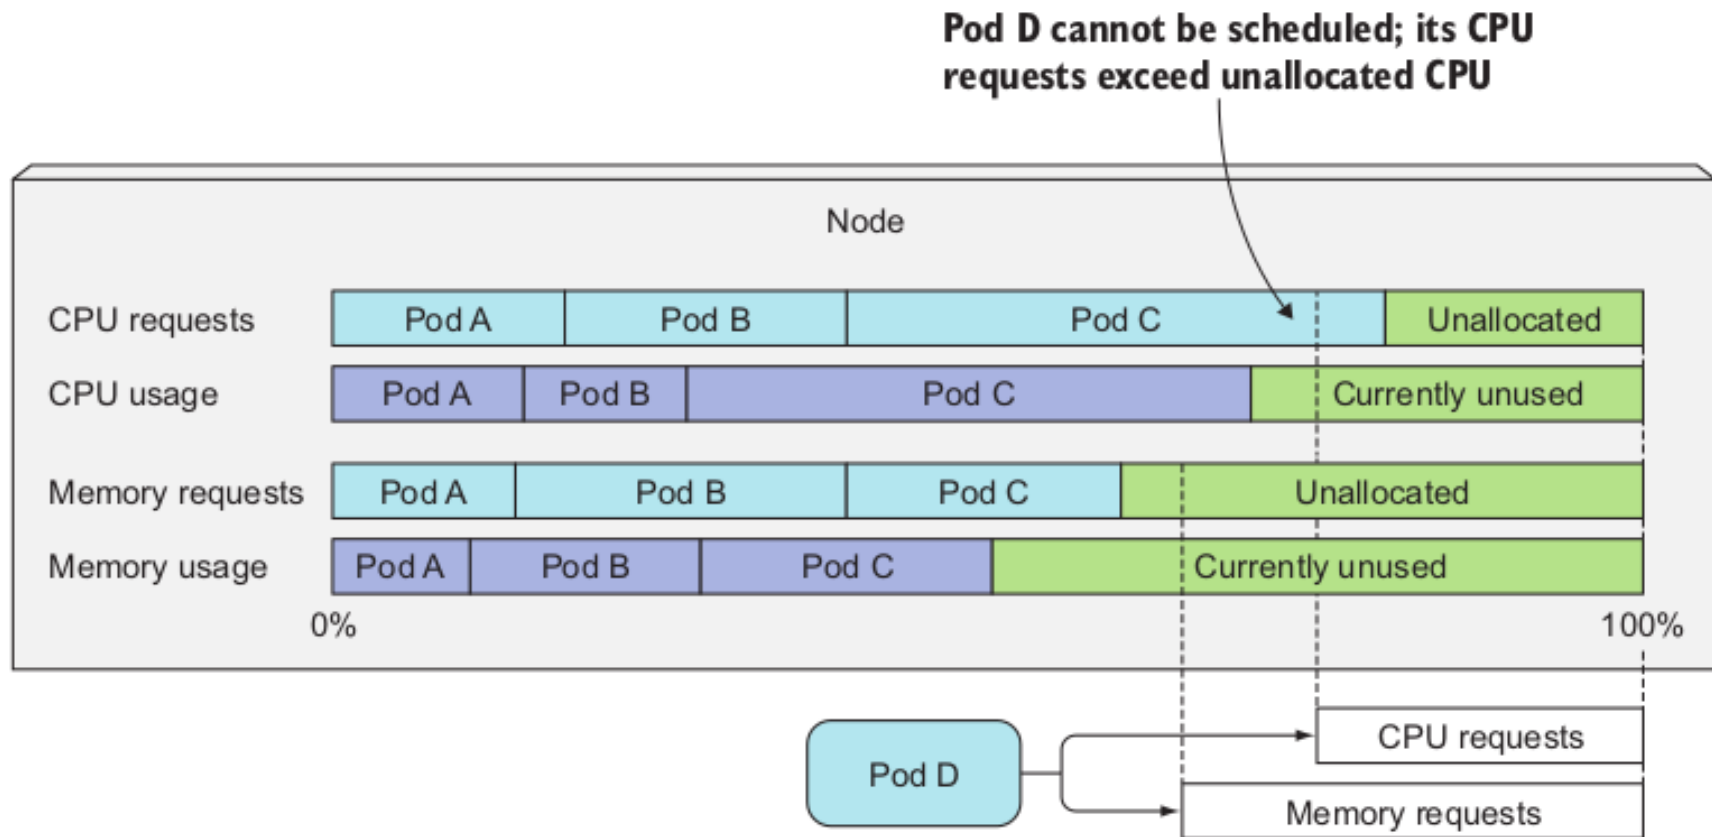 Pod D cannot be scheduled; its CPU
requests exceed unallocated CPU
Node
CPU requests Pod A Pod B Pod C Unallocated
CPU usage Pod A Pod B Pod C Currently unused
Memory requests Pod A Pod B Pod C Unallocated
Memory usage Pod A Pod B Pod C Currently unused
0% 100%
CPU requests
Pod D
Memory requests